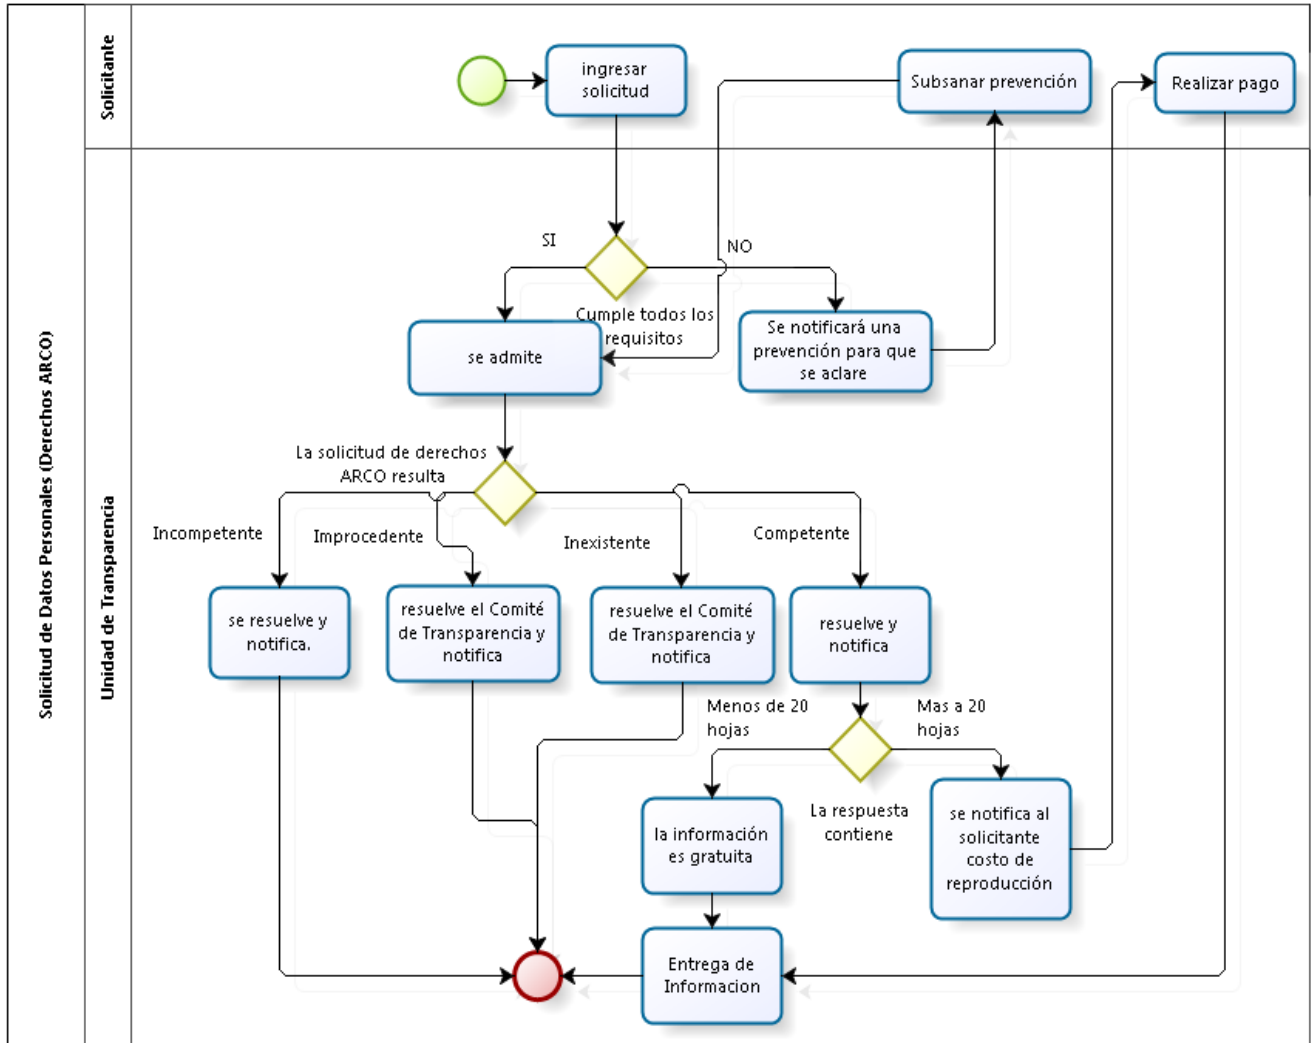 Solicitud de Datos Personales (Derechos ARCO)
Solicitante
Unidad de Transparencia
ingresar
solicitud
Subsanar prevención
Realizar pago
SI
NO
Cumple todos los
requisitos
se admite
Se notificará una
prevención para que
se aclare
La solicitud de derechos
ARCO resulta
Incompetente
Improcedente
Inexistente
Competente
se resuelve y
notifica.
resuelve el Comité
de Transparencia y
notifica
resuelve el Comité
de Transparencia y
notifica
resuelve y
notifica
Menos de 20
hojas
Mas a 20
hojas
La respuesta
contiene
la información
es gratuita
se notifica al
solicitante
costo de
reproducción
Entrega de
Informacion